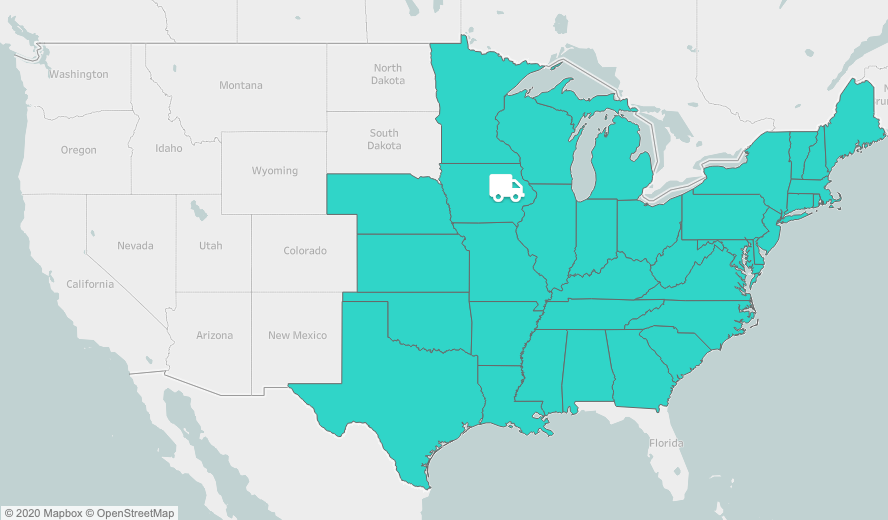 Washington
Montana
North
Dakota
South
Dakota
Oregon
Idaho
Wyoming
Nevada
Utah
Colorado
California
Arizona
New Mexico
Florida
© 2020 Mapbox © OpenStreetMap